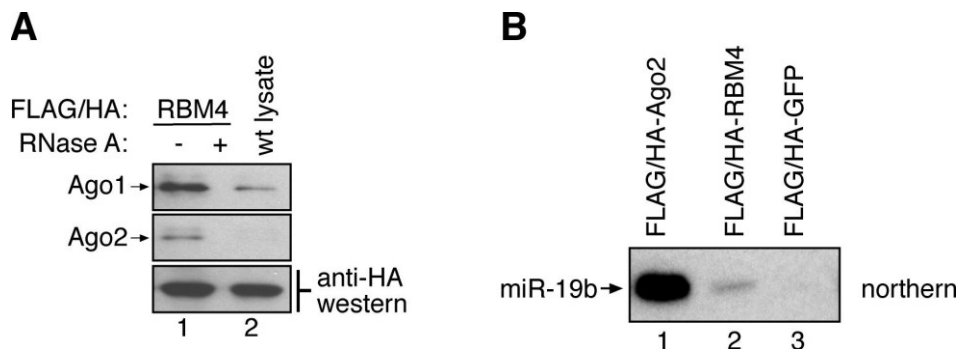 A
FLAG/HA: RBM4
RNase A: - + wt lysate
Ago1
Ago2
anti-HA
western
1 2
B
FLAG/HA-Ago2
FLAG/HA-RBM4
FLAG/HA-GFP
miR-19b northern
1 2 3